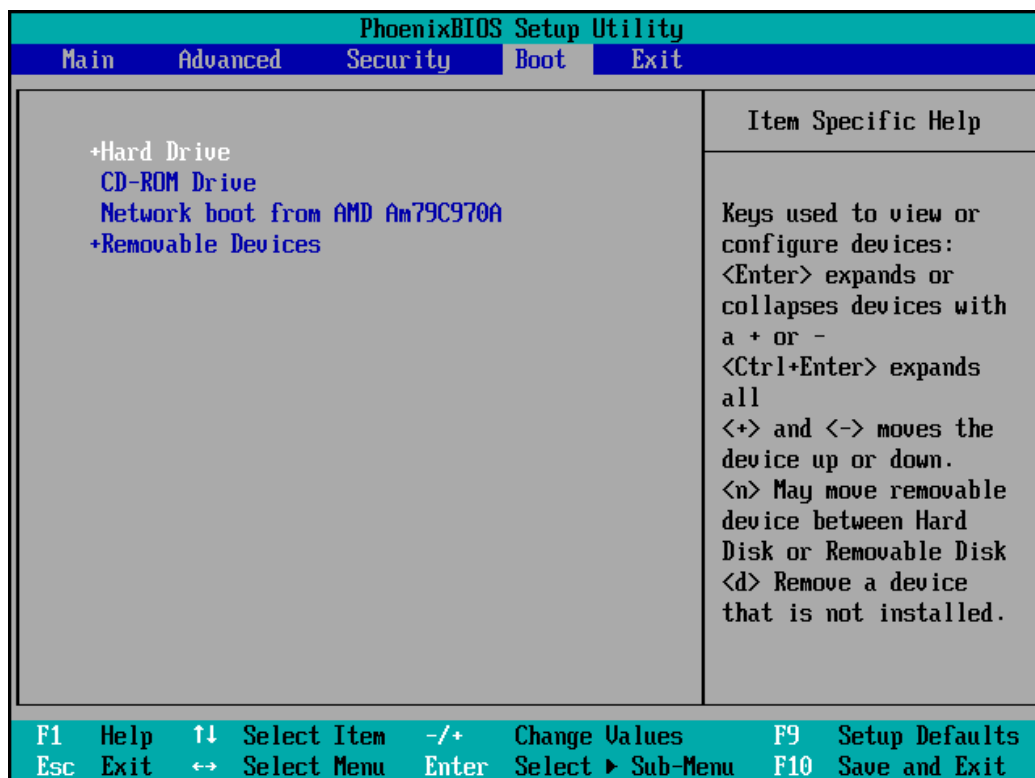 PhoenixBIOS Setup Utility
Main Advanced Security Boot Exit
+Hard Drive
CD-ROM Drive
Network boot from AMD Am79C970A
+Removable Devices
Item Specific Help
Keys used to view or
configure devices:
<Enter> expands or
collapses devices with
a + or -
<Ctrl+Enter> expands
all
<+> and <-> moves the
device up or down.
<n> May move removable
device between Hard
Disk or Removable Disk
<d> Remove a device
that is not installed.
F1 Help ↑↓ Select Item -/+ Change Values F9 Setup Defaults
Esc Exit ↔ Select Menu Enter Select ▶ Sub-Menu F10 Save and Exit